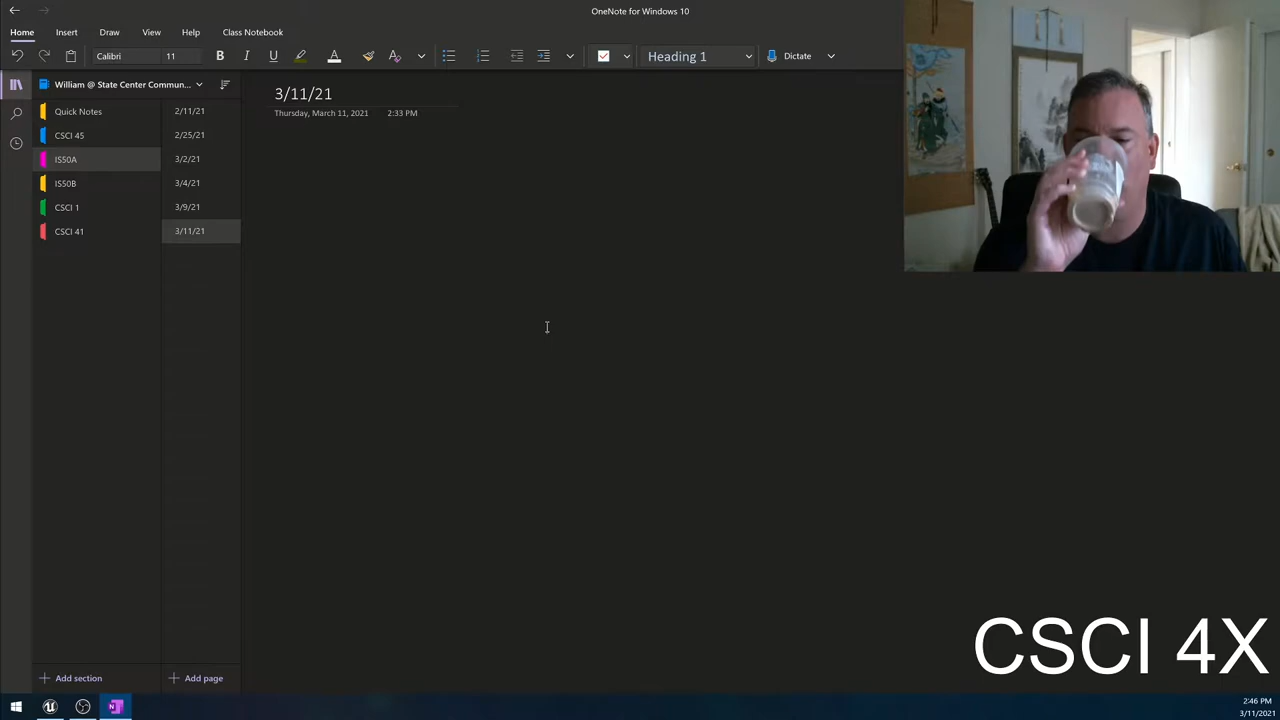 OneNote for Windows 10
Home Insert Draw View Help Class Notebook
Calibri 11 B I U A A Heading 1 Dictate
William @ State Center Commun...
Quick Notes
CSCI 45
IS50A
IS50B
CSCI 1
CSCI 41
2/11/21
2/25/21
3/2/21
3/4/21
3/9/21
3/11/21
3/11/21
Thursday, March 11, 2021 2:33 PM
CSCI 4X
Add section
Add page
2:46 PM
3/11/2021